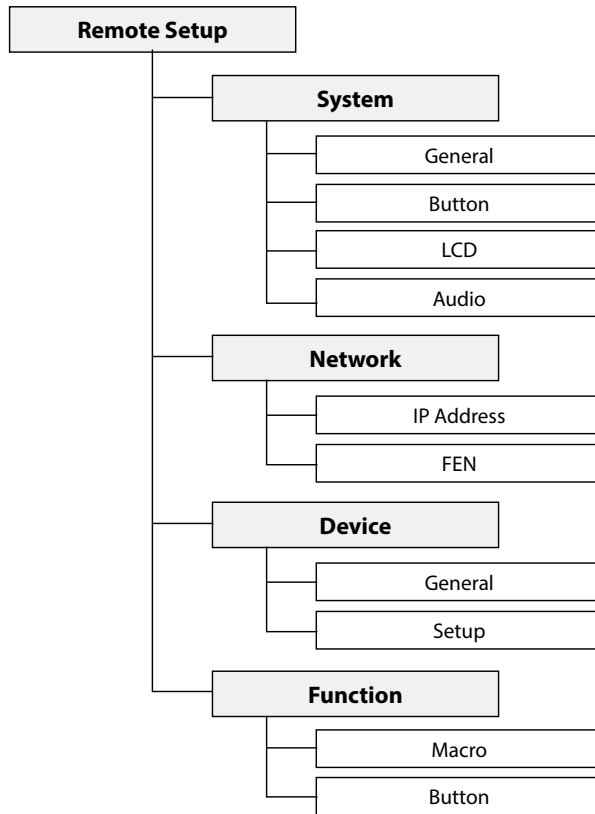 Remote Setup
System
General
Button
LCD
Audio
Network
IP Address
FEN
Device
General
Setup
Function
Macro
Button